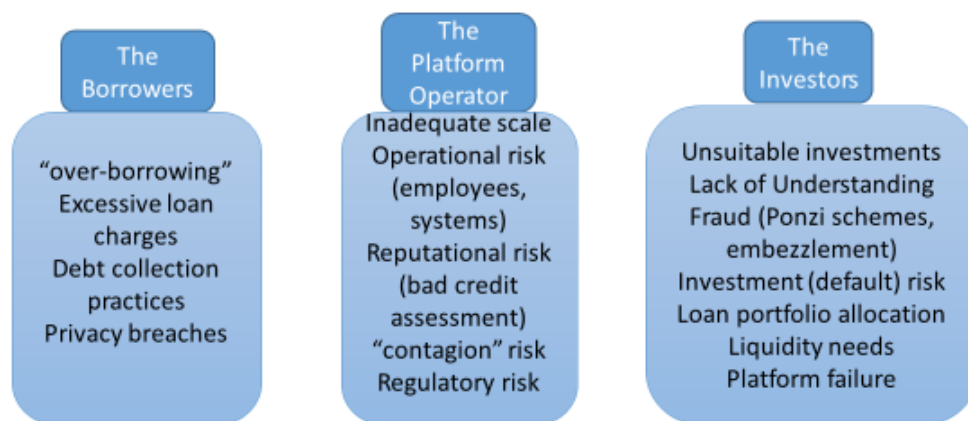 The
Borrowers
"over-borrowing"
Excessive loan
charges
Debt collection
practices
Privacy breaches
The
Platform
Operator
Inadequate scale
Operational risk
(employees,
systems)
Reputational risk
(bad credit
assessment)
"contagion" risk
Regulatory risk
The
Investors
Unsuitable investments
Lack of Understanding
Fraud (Ponzi schemes,
embezzlement)
Investment (default) risk
Loan portfolio allocation
Liquidity needs
Platform failure